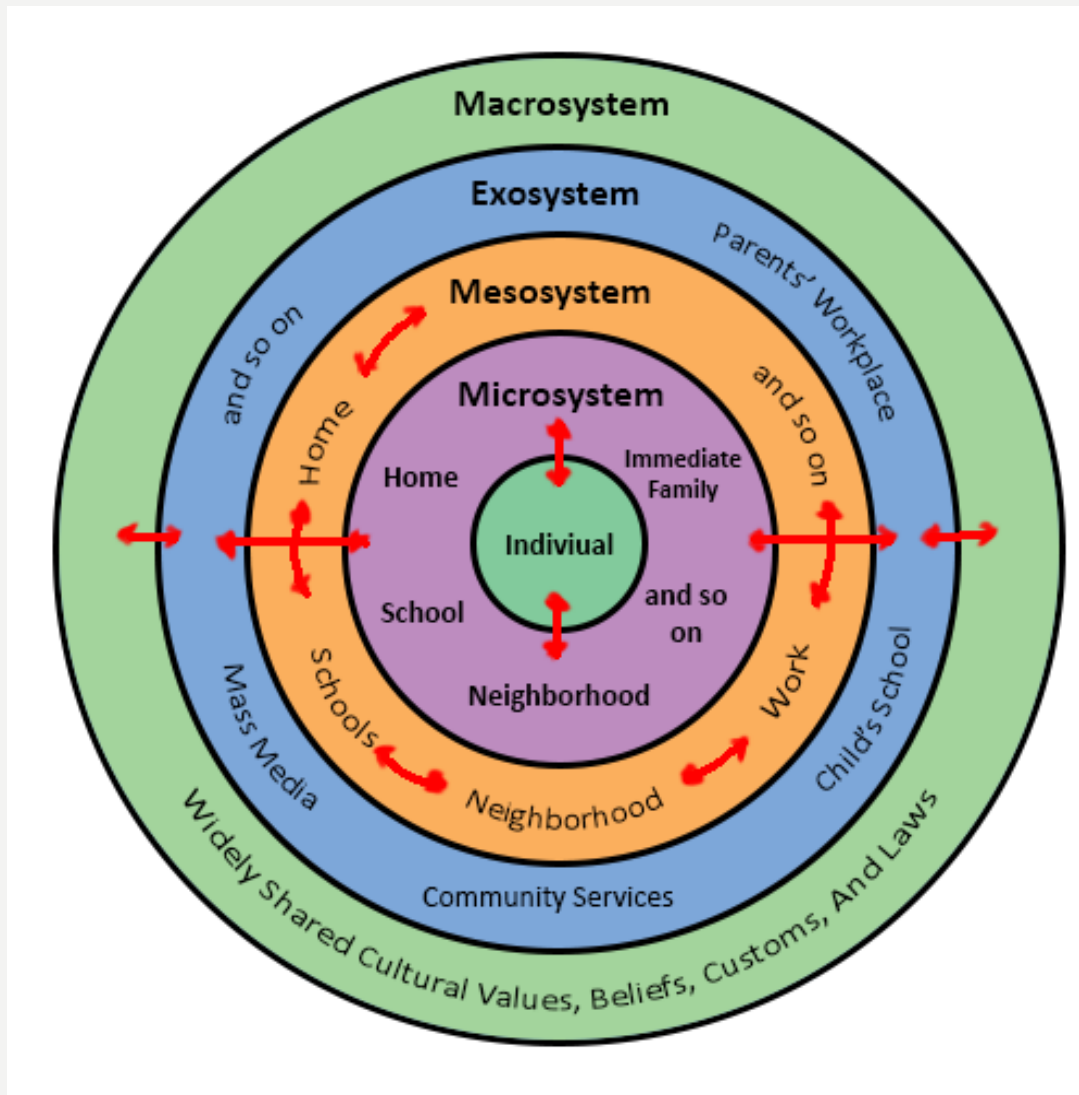 Macrosystem
Exosystem
Parents' Workplace
and so on
Mesosystem
and so on
Home
Microsystem
Home
Immediate
Family
Indiviual
School
and so
on
Neighborhood
Schools
Work
Neighborhood
Mass Media
Child's School
Community Services
Widely Shared Cultural Values, Beliefs, Customs, And Laws